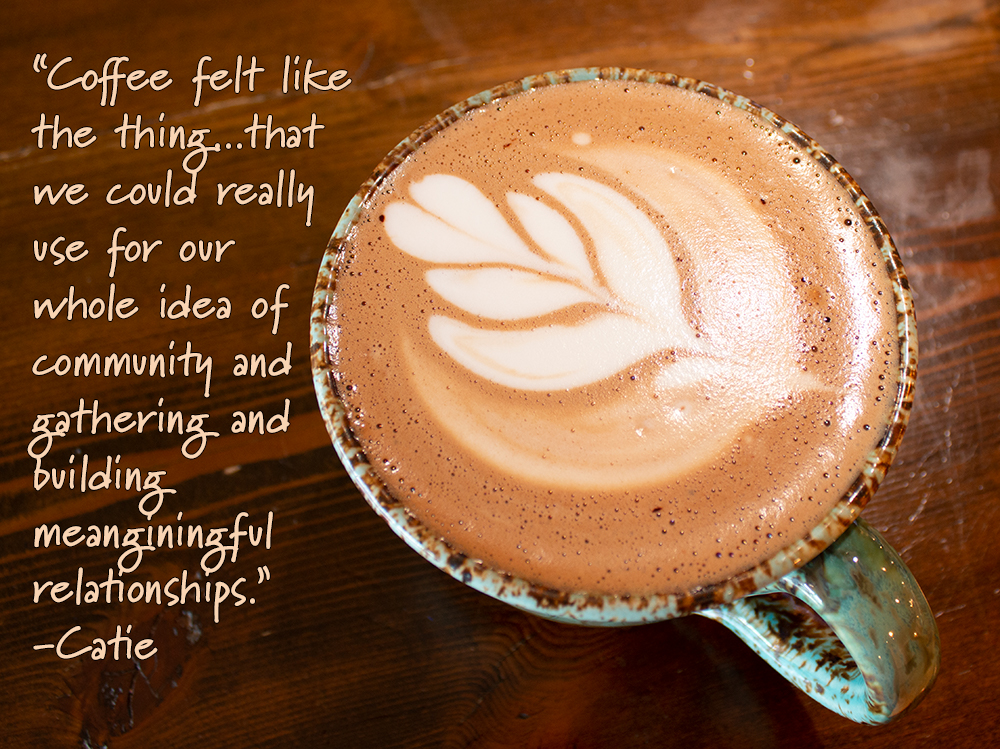 “Coffee felt like
the thing...that
we could really
use for our
whole idea of
community and
gathering and
building
meanginingful
relationships.”
-Catie